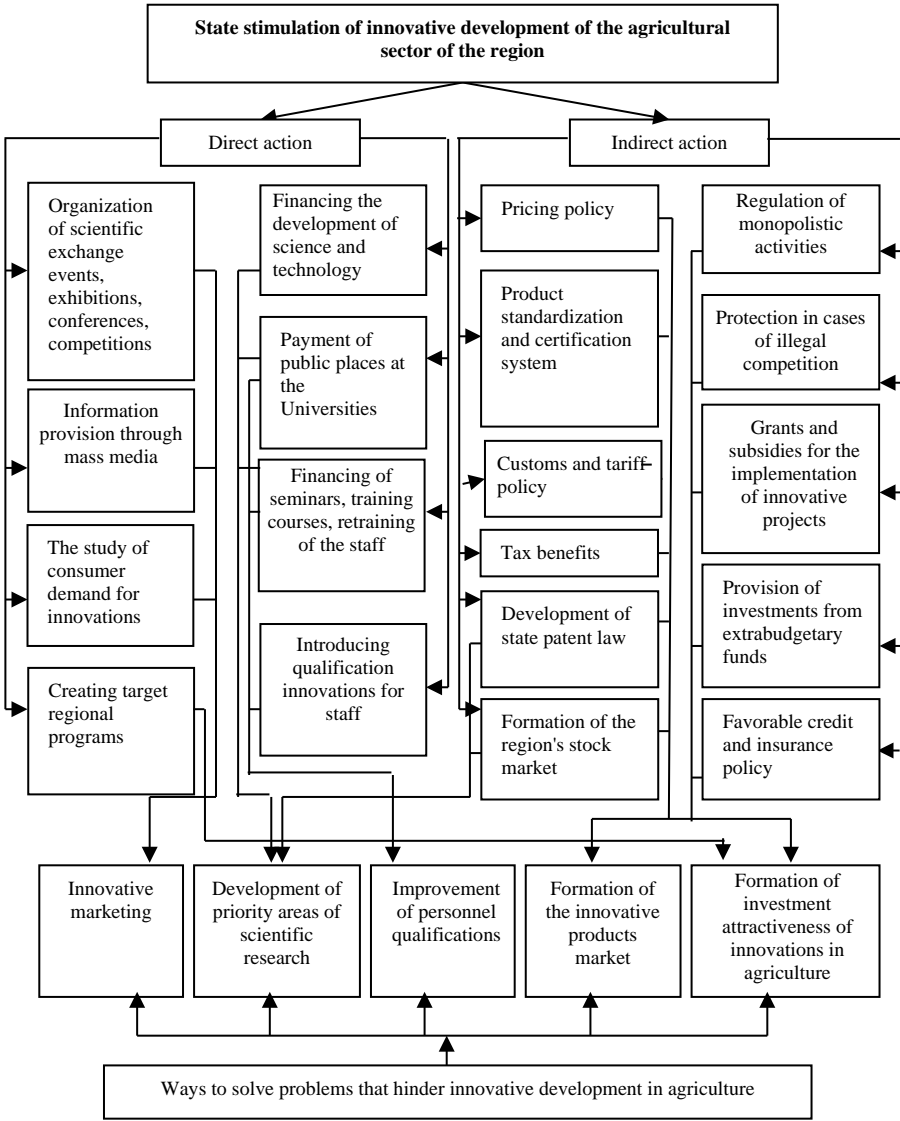 State stimulation of innovative development of the agricultural
sector of the region
Direct action
Indirect action
Organization
of scientific
exchange
events,
exhibitions,
conferences,
competitions
Information
provision through
mass media
The study of
consumer
demand for
innovations
Creating target
regional
programs
Financing the
development of
science and
technology
Payment of
public places at
the
Universities
Financing of
seminars, training
courses, retraining
of the staff
Introducing
qualification
innovations for
staff
Pricing policy
Product
standardization
and certification
system
Customs and tariff
policy
Tax benefits
Development of
state patent law
Formation of the
region's stock
market
Regulation of
monopolistic
activities
Protection in cases
of illegal
competition
Grants and
subsidies for the
implementation
of innovative
projects
Provision of
investments from
extrabudgetary
funds
Favorable credit
and insurance
policy
Innovative
marketing
Development of
priority areas of
scientific
research
Improvement
of personnel
qualifications
Formation of
the innovative
products
market
Formation of
investment
attractiveness of
innovations in
agriculture
Ways to solve problems that hinder innovative development in agriculture